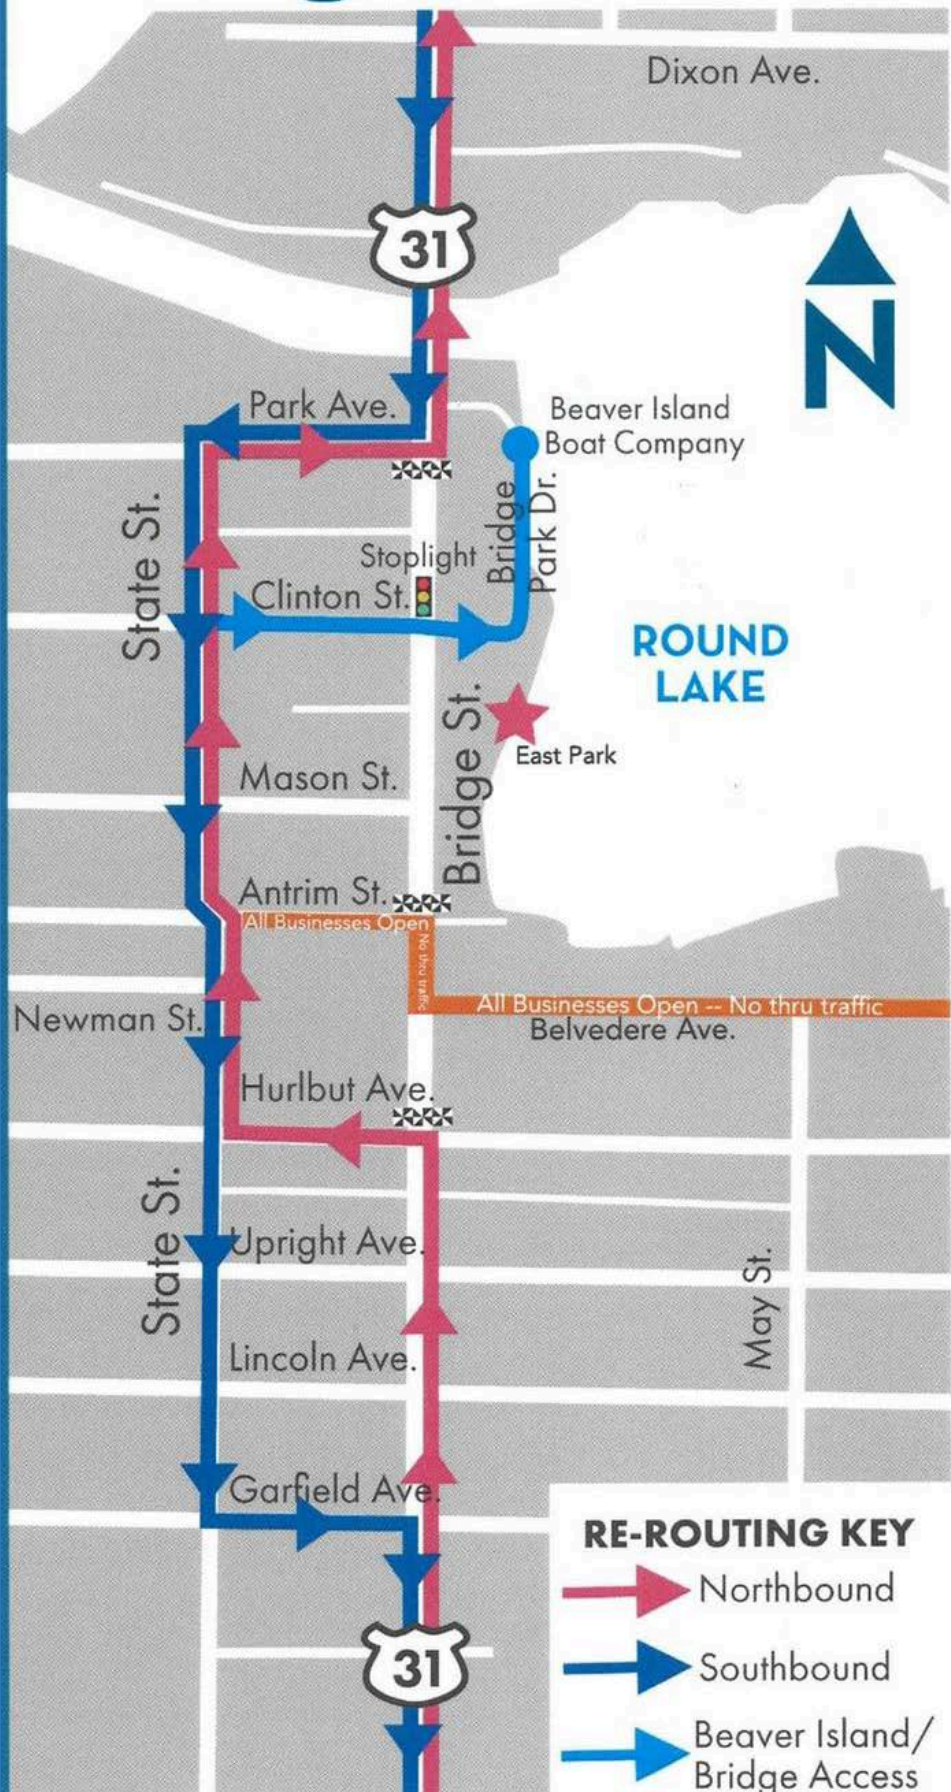 Dixon Ave.
31
Park Ave.
Beaver Island
Boat Company
Bridge
Park Dr.
State St.
Stoplight
Clinton St.
ROUND
LAKE
N
Bridge St.
East Park
Mason St.
Antrim St.
All Businesses Open
No thru traffic
All Businesses Open -- No thru traffic
Belvedere Ave.
Newman St.
Hurlbut Ave.
State St.
Upright Ave.
May St.
Lincoln Ave.
Garfield Ave.
31
RE-ROUTING KEY
Northbound
Southbound
Beaver Island/
Bridge Access